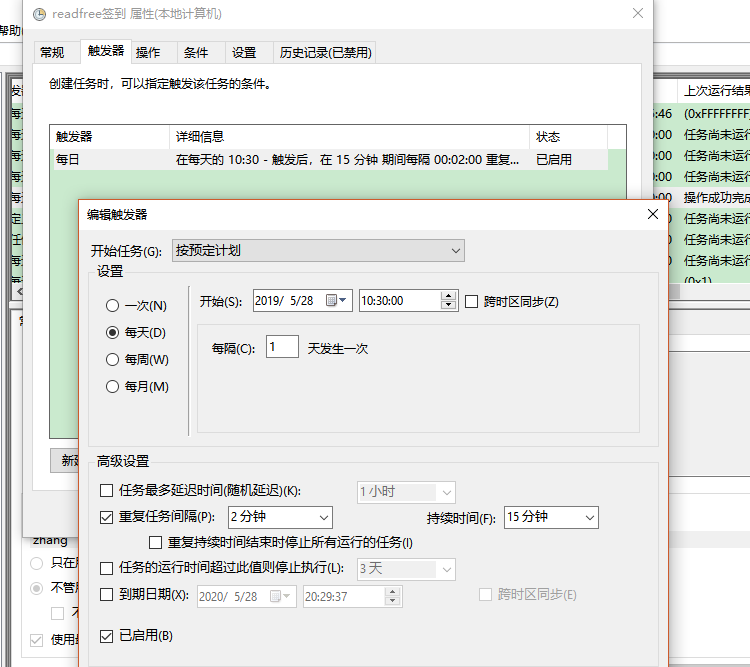 readfree签到 属性(本地计算机)
帮助
常规 触发器 操作 条件 设置 历史记录(已禁用)
创建任务时，可以指定触发该任务的条件。
上次运行结果
触发器 详细信息 状态
每日 在每天的 10:30 - 触发后，在 15 分钟 期间每隔 00:02:00 重复... 已启用
:46 (0xFFFFFFFF
:00 任务尚未运行
:00 任务尚未运行
:00 任务尚未运行
:00 操作成功完成
任务尚未运行
任务尚未运行
任务尚未运行
(0x1)
编辑触发器
开始任务(G): 按预定计划
设置
一次(N)
每天(D)
每周(W)
每月(M)
开始(S): 2019/ 5/28 10:30:00 跨时区同步(Z)
每隔(C): 1 天发生一次
新建
高级设置
任务最多延迟时间(随机延迟)(K): 1 小时
重复任务间隔(P): 2 分钟 持续时间(F): 15 分钟
重复持续时间结束时停止所有运行的任务(I)
任务的运行时间超过此值则停止执行(L): 3 天
到期日期(X): 2020/ 5/28 20:29:37 跨时区同步(E)
已启用(B)
zhang
只在
不管
不
使用